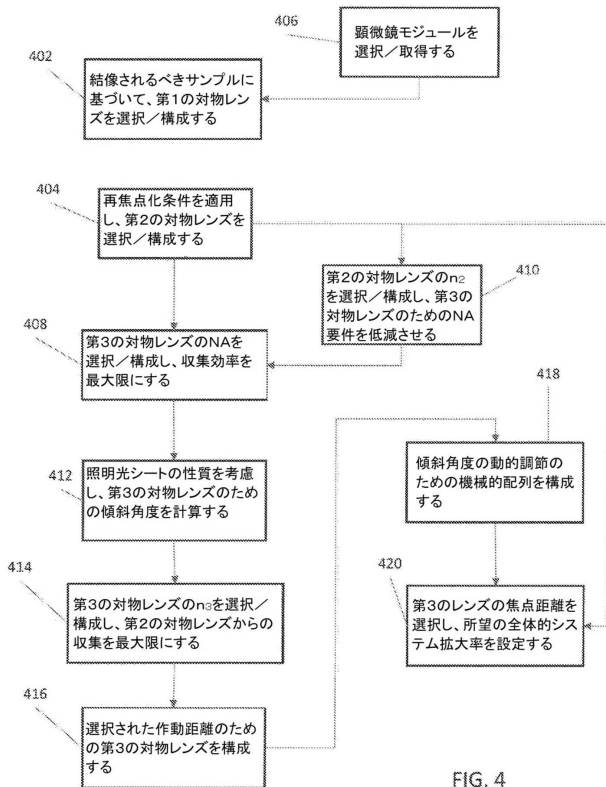 406
顕微鏡モジュールを
選択／取得する
402
結像されるべきサンプルに
基づいて、第1の対物レン
ズを選択／構成する
404
再焦点化条件を適用
し、第2の対物レンズを
選択／構成する
410
第2の対物レンズのn2
を選択／構成し、第3の
対物レンズのためのNA
要件を低減させる
408
第3の対物レンズのNAを
選択／構成し、収集効率を
最大限にする
418
傾斜角度の動的調節の
ための機械的配列を構成
する
412
照明光シートの性質を考慮
し、第3の対物レンズのため
の傾斜角度を計算する
414
第3の対物レンズのn3を選択／
構成し、第2の対物レンズからの
収集を最大限にする
420
第3のレンズの焦点距離を
選択し、所望の全体的システ
ム拡大率を設定する
416
選択された作動距離のため
の第3の対物レンズを構成
する
FIG. 4